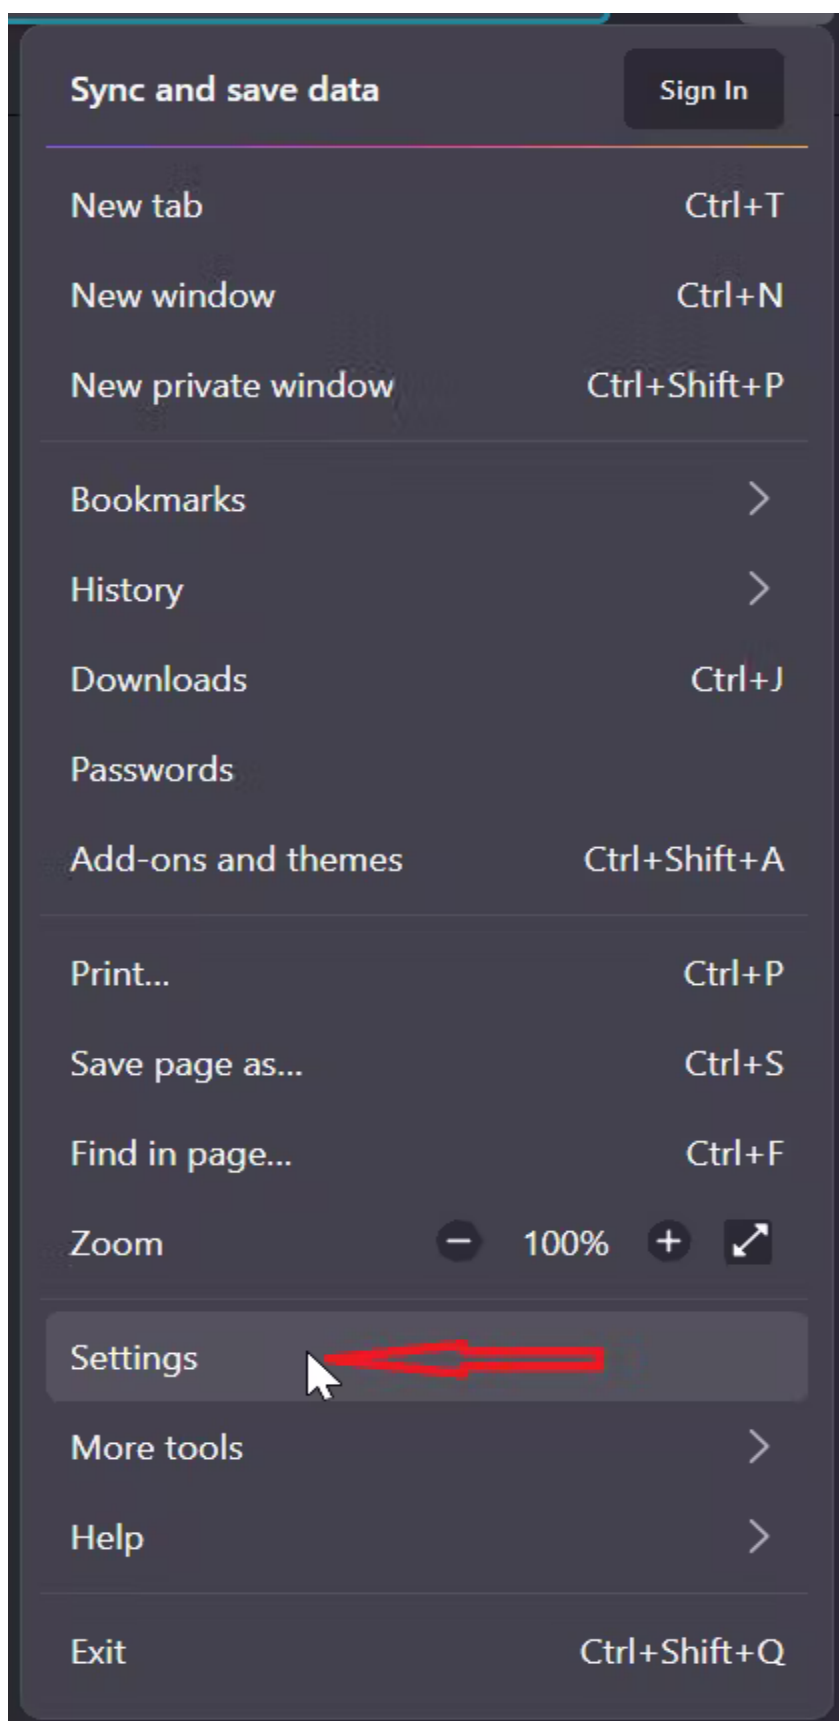 Sync and save data Sign In
New tab Ctrl+T
New window Ctrl+N
New private window Ctrl+Shift+P
Bookmarks
History
Downloads Ctrl+J
Passwords
Add-ons and themes Ctrl+Shift+A
Print... Ctrl+P
Save page as... Ctrl+S
Find in page... Ctrl+F
Zoom 100%
Settings
More tools
Help
Exit Ctrl+Shift+Q